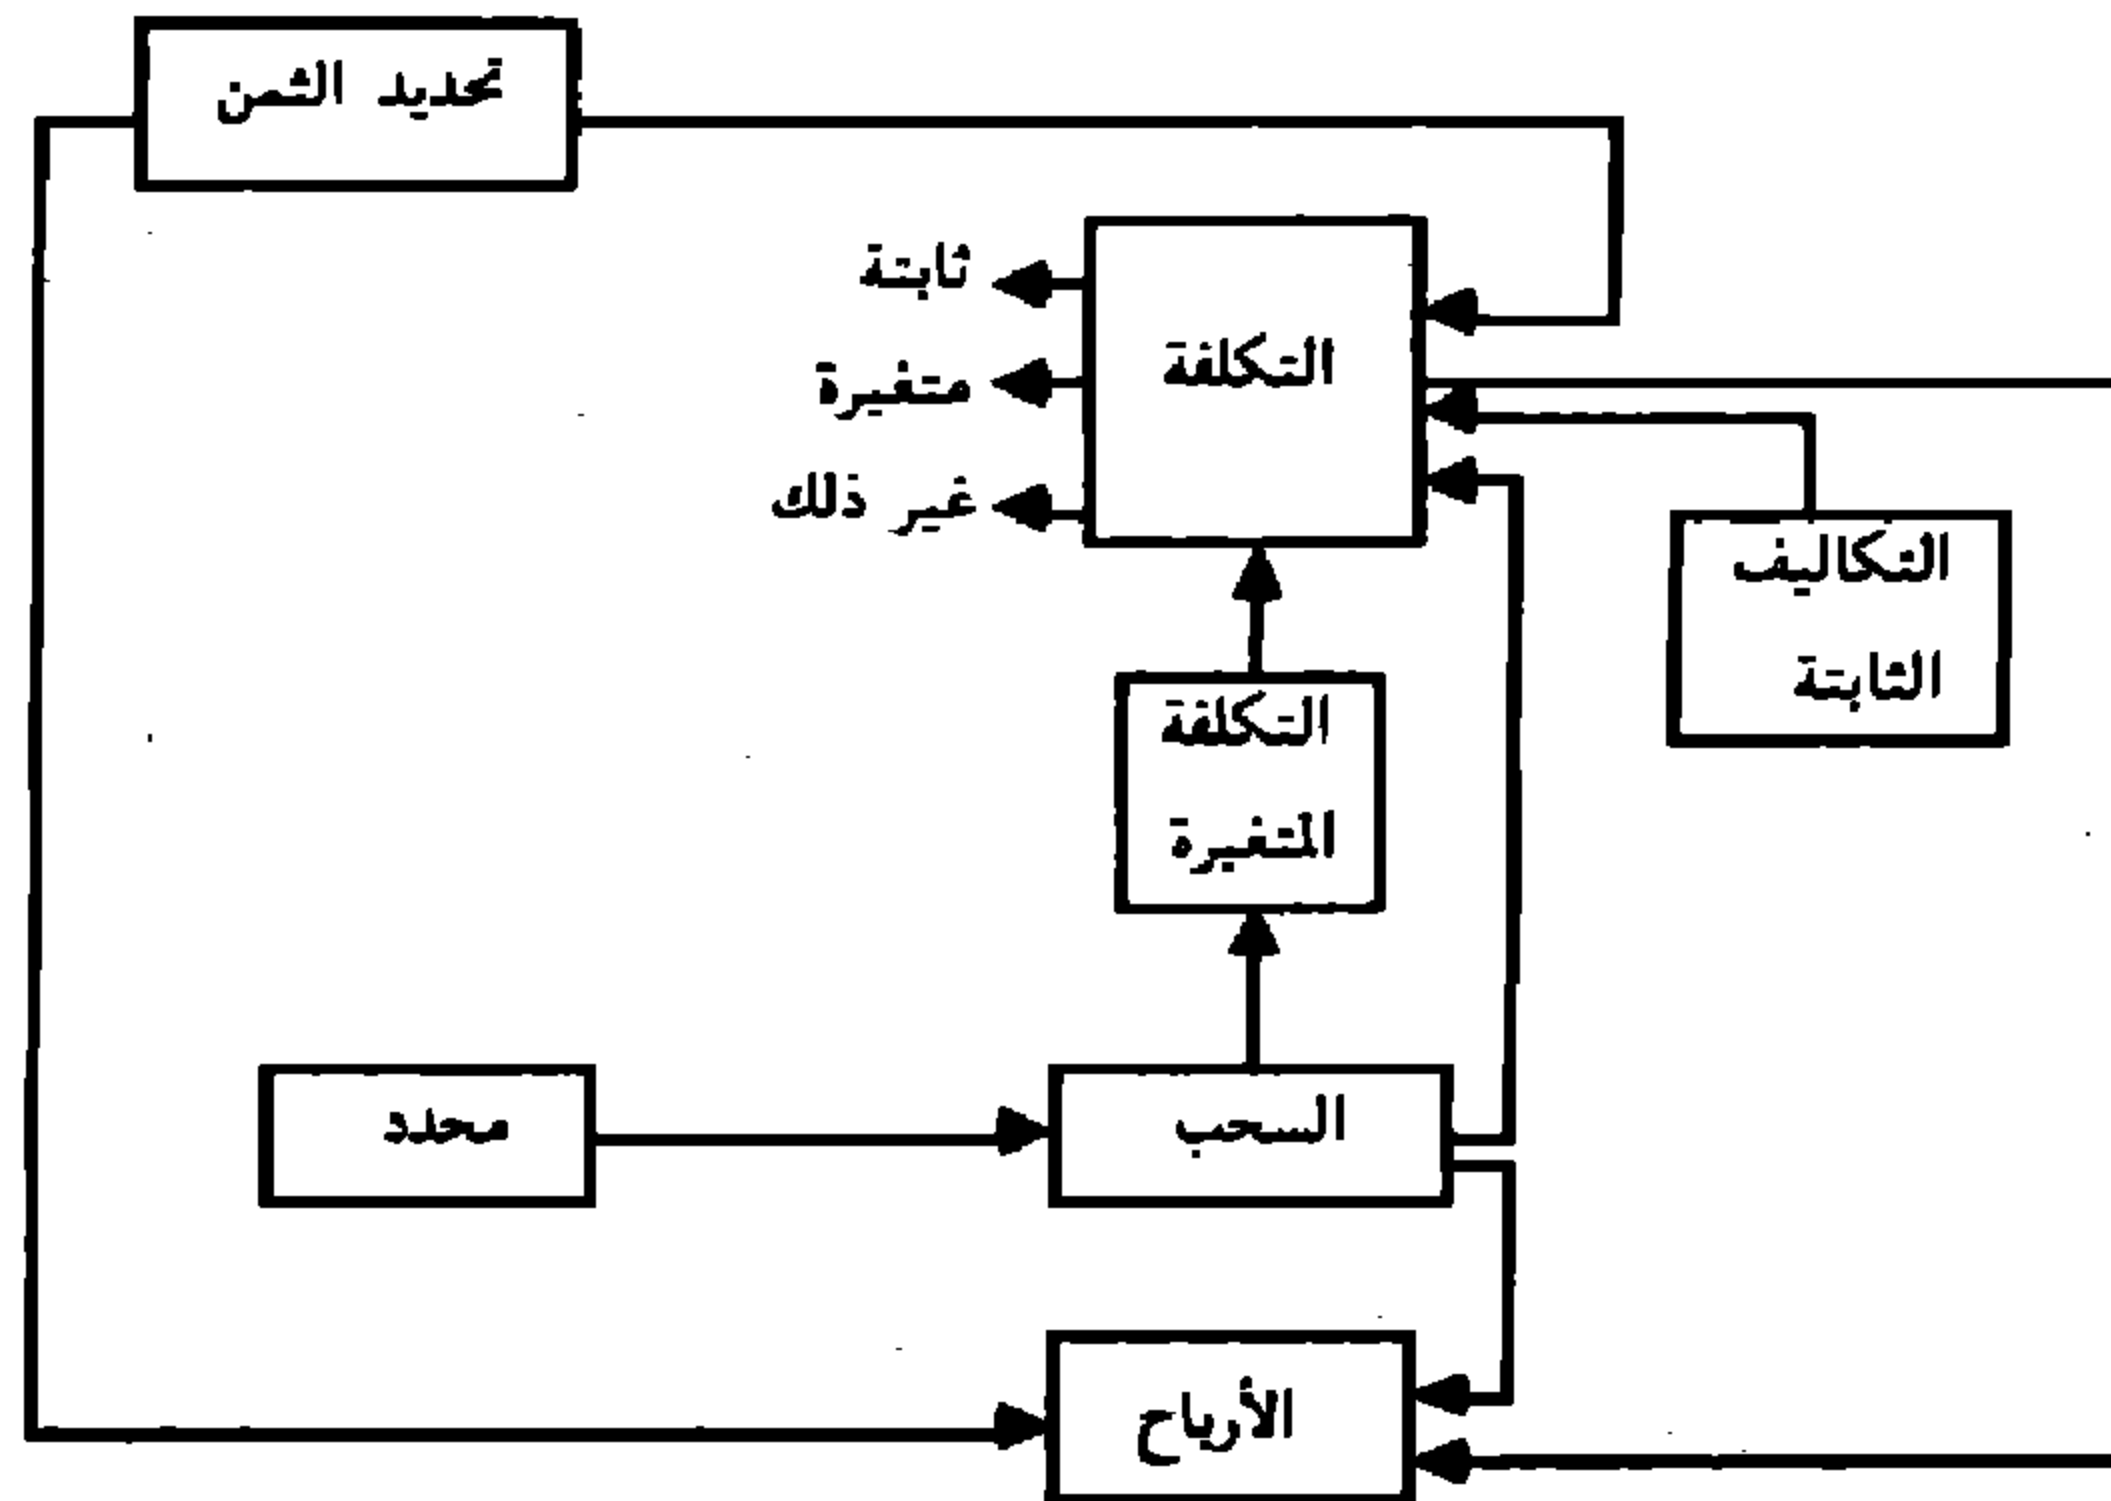 تحديد الثمن
ثابتة
متغيرة
غير ذلك
التكلفة
التكاليف
الثابتة
التكلفة
المتغيرة
محدد
السحب
الأرباح